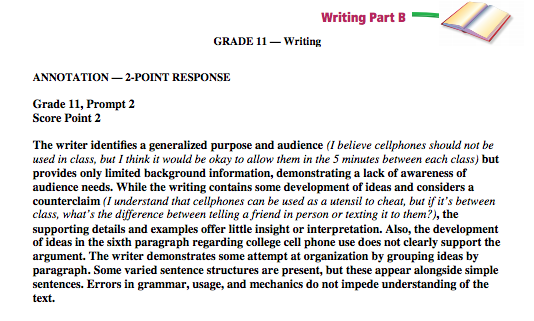 Writing Part B
GRADE 11 — Writing
ANNOTATION — 2-POINT RESPONSE
Grade 11, Prompt 2
Score Point 2
The writer identifies a generalized purpose and audience (I believe cellphones should not be
used in class, but I think it would be okay to allow them in the 5 minutes between each class) but
provides only limited background information, demonstrating a lack of awareness of
audience needs. While the writing contains some development of ideas and considers a
counterclaim (I understand that cellphones can be used as a utensil to cheat, but if it's between
class, what's the difference between telling a friend in person or texting it to them?), the
supporting details and examples offer little insight or interpretation. Also, the development
of ideas in the sixth paragraph regarding college cell phone use does not clearly support the
argument. The writer demonstrates some attempt at organization by grouping ideas by
paragraph. Some varied sentence structures are present, but these appear alongside simple
sentences. Errors in grammar, usage, and mechanics do not impede understanding of the
text.